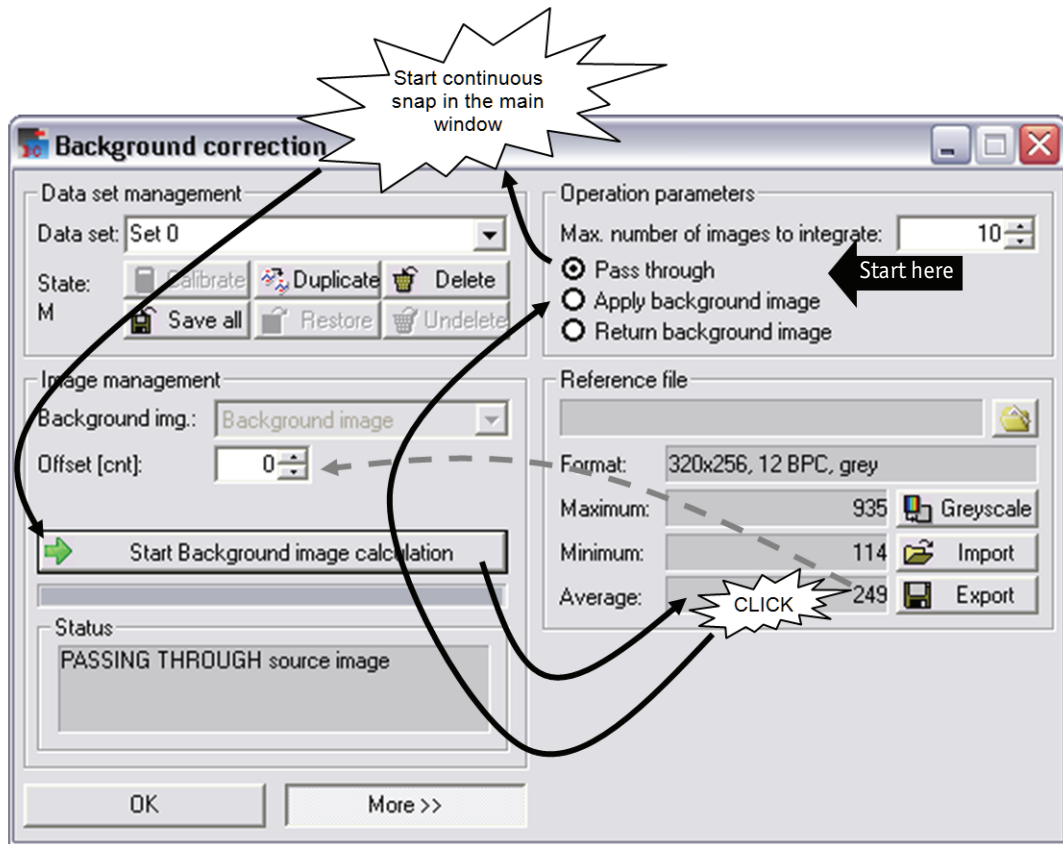 Start continuous
snap in the main
window
Background correction
Data set management
Data set: Set 0
State:
M
Calibrate
Duplicate
Delete
Save all
Restore
Undelete
Operation parameters
Max. number of images to integrate: 10
Pass through
Start here
Apply background image
Return background image
Image management
Background img.: Background image
Offset [cnt]: 0
Start Background image calculation
Status
PASSING THROUGH source image
Reference file
Format: 320x256, 12 BPC, grey
Maximum: 935 Greyscale
Minimum: 114 Import
Average: CLICK 249 Export
OK
More >>